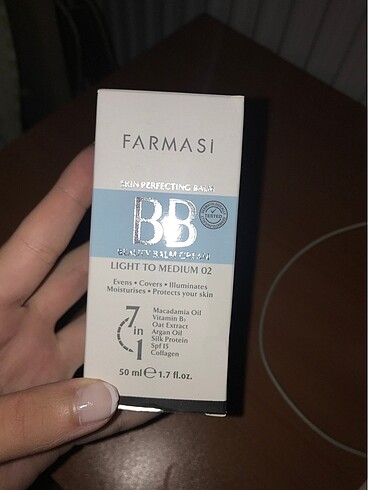 FARMASİ
SKIN PERFECTING BALM
BB
TESTED
BEAUTY BALM CREAM
LIGHT TO MEDIUM 02
Evens • Covers • Illuminates
Moisturises • Protects your skin
7 in 1
Macadamia Oil
Vitamin B₅
Oat Extract
Argan Oil
Silk Protein
Spf 15
Collagen
50 ml ℮ 1.7 fl.oz.